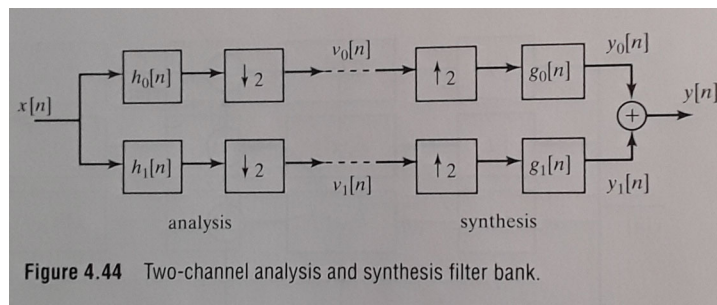 v₀[n] y₀[n]
h₀[n] ↓2 ↑2 g₀[n]
x[n] + y[n]
h₁[n] ↓2 ↑2 g₁[n]
v₁[n] y₁[n]
analysis synthesis
Figure 4.44 Two-channel analysis and synthesis filter bank.